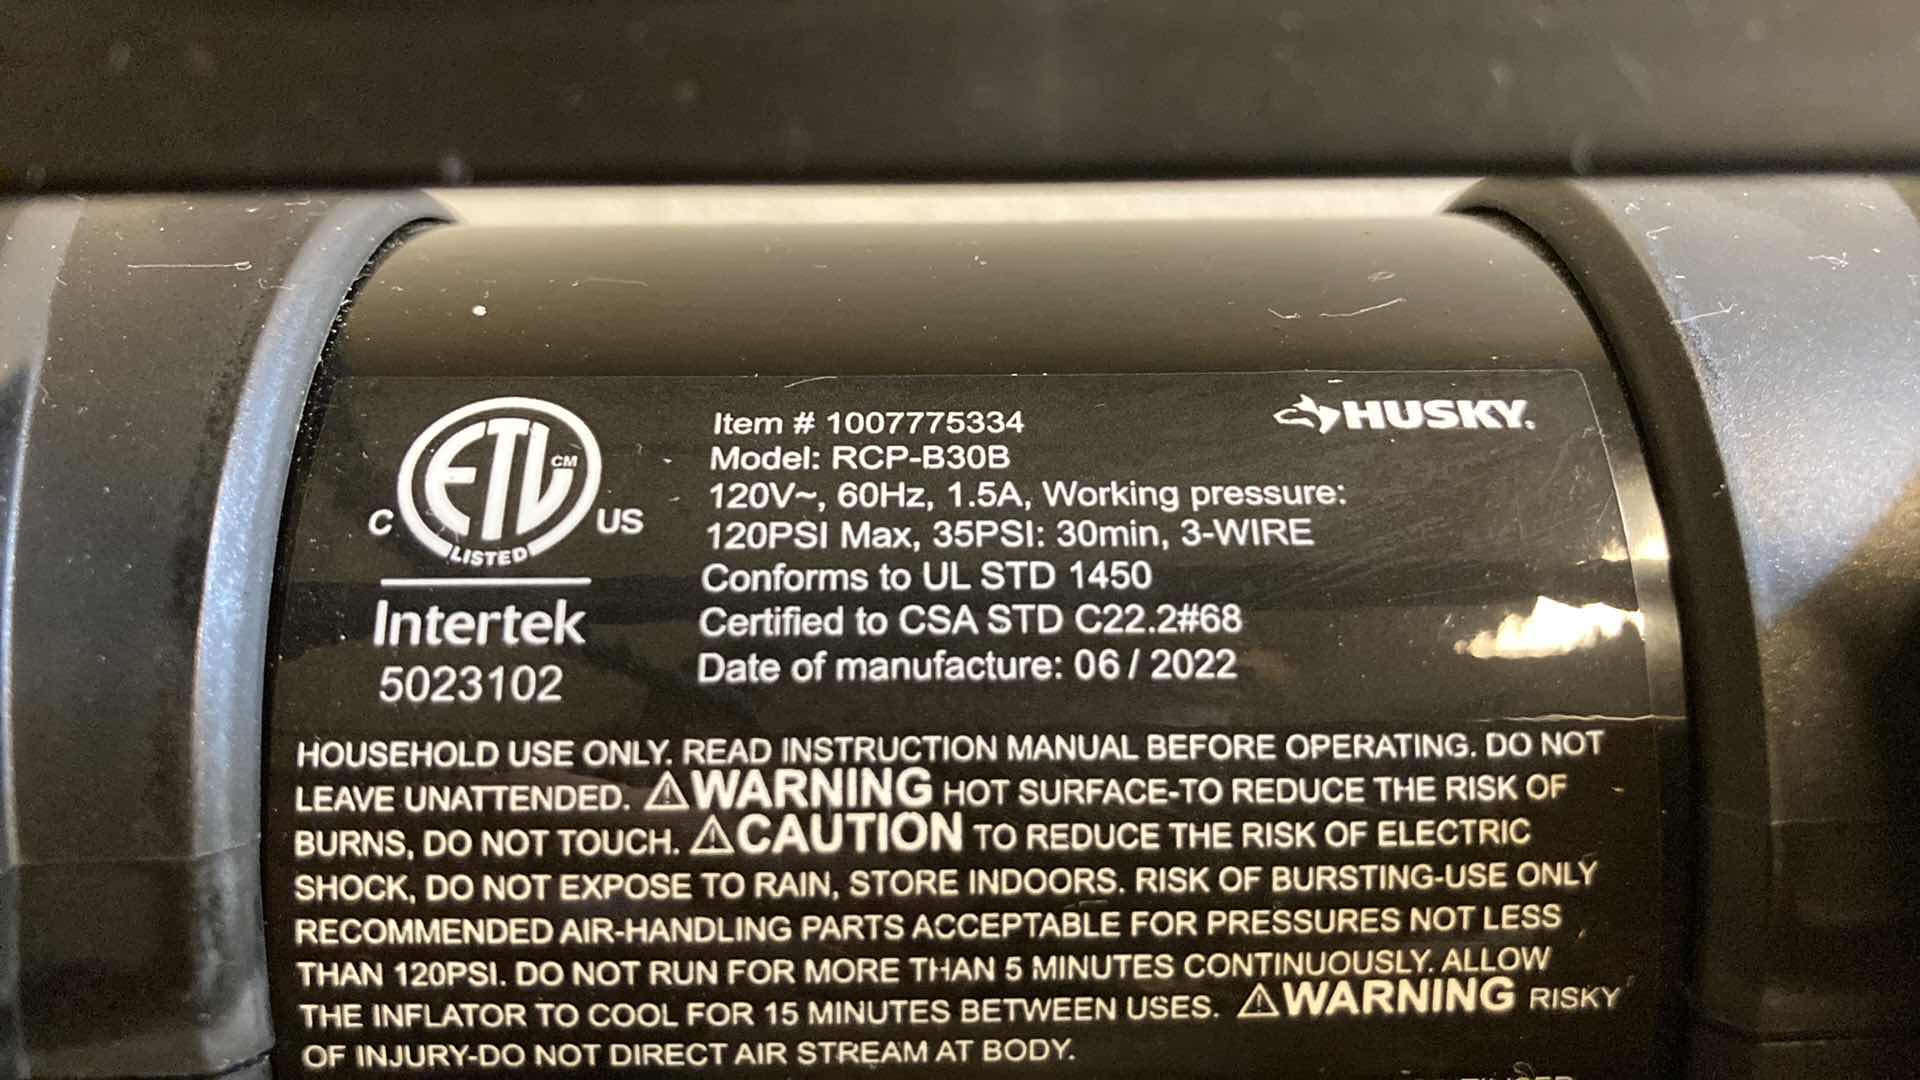 Item # 1007775334
HUSKY®
Model: RCP-B30B
120V~, 60Hz, 1.5A, Working pressure:
120PSI Max, 35PSI: 30min, 3-WIRE
Conforms to UL STD 1450
Certified to CSA STD C22.2#68
Date of manufacture: 06 / 2022
ETL CM
C US
LISTED
Intertek
5023102
HOUSEHOLD USE ONLY. READ INSTRUCTION MANUAL BEFORE OPERATING. DO NOT
LEAVE UNATTENDED. ⚠WARNING HOT SURFACE-TO REDUCE THE RISK OF
BURNS, DO NOT TOUCH. ⚠CAUTION TO REDUCE THE RISK OF ELECTRIC
SHOCK, DO NOT EXPOSE TO RAIN, STORE INDOORS. RISK OF BURSTING-USE ONLY
RECOMMENDED AIR-HANDLING PARTS ACCEPTABLE FOR PRESSURES NOT LESS
THAN 120PSI. DO NOT RUN FOR MORE THAN 5 MINUTES CONTINUOUSLY. ALLOW
THE INFLATOR TO COOL FOR 15 MINUTES BETWEEN USES. ⚠WARNING RISKY
OF INJURY-DO NOT DIRECT AIR STREAM AT BODY.